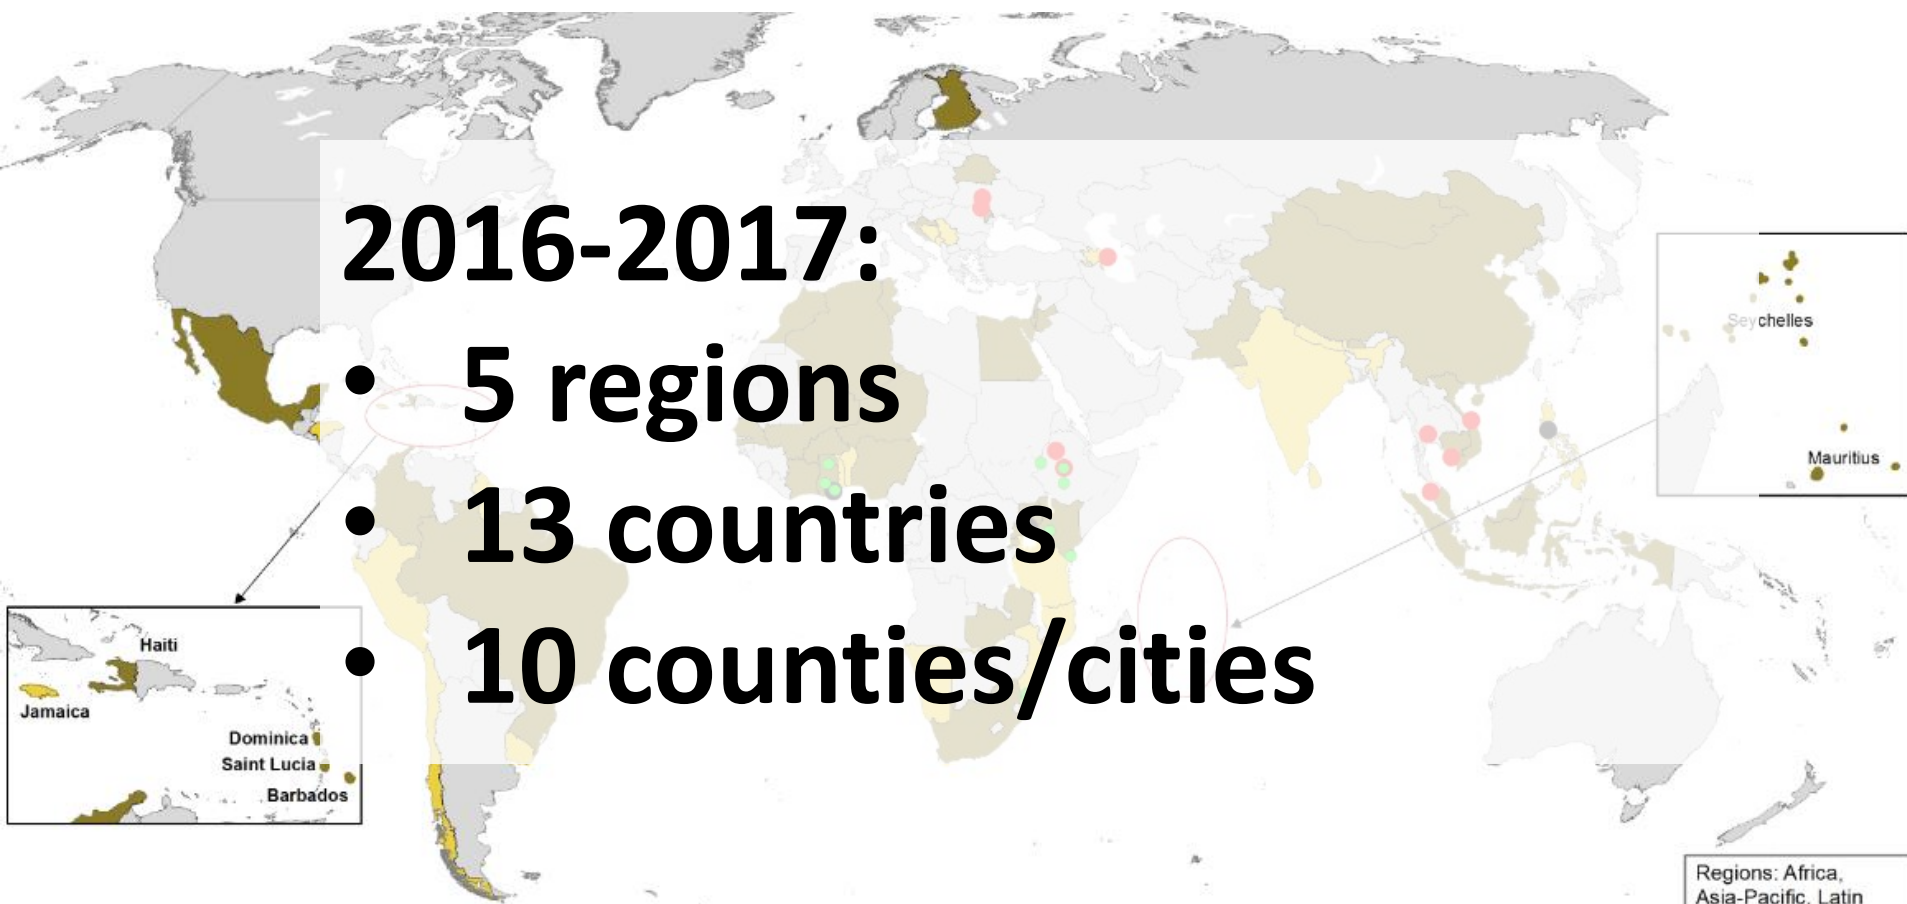 2016-2017:
• 5 regions
• 13 countries
• 10 counties/cities
Seychelles
Mauritius
Haiti
Jamaica
Dominica
Saint Lucia
Barbados
Regions: Africa,
Asia-Pacific, Latin